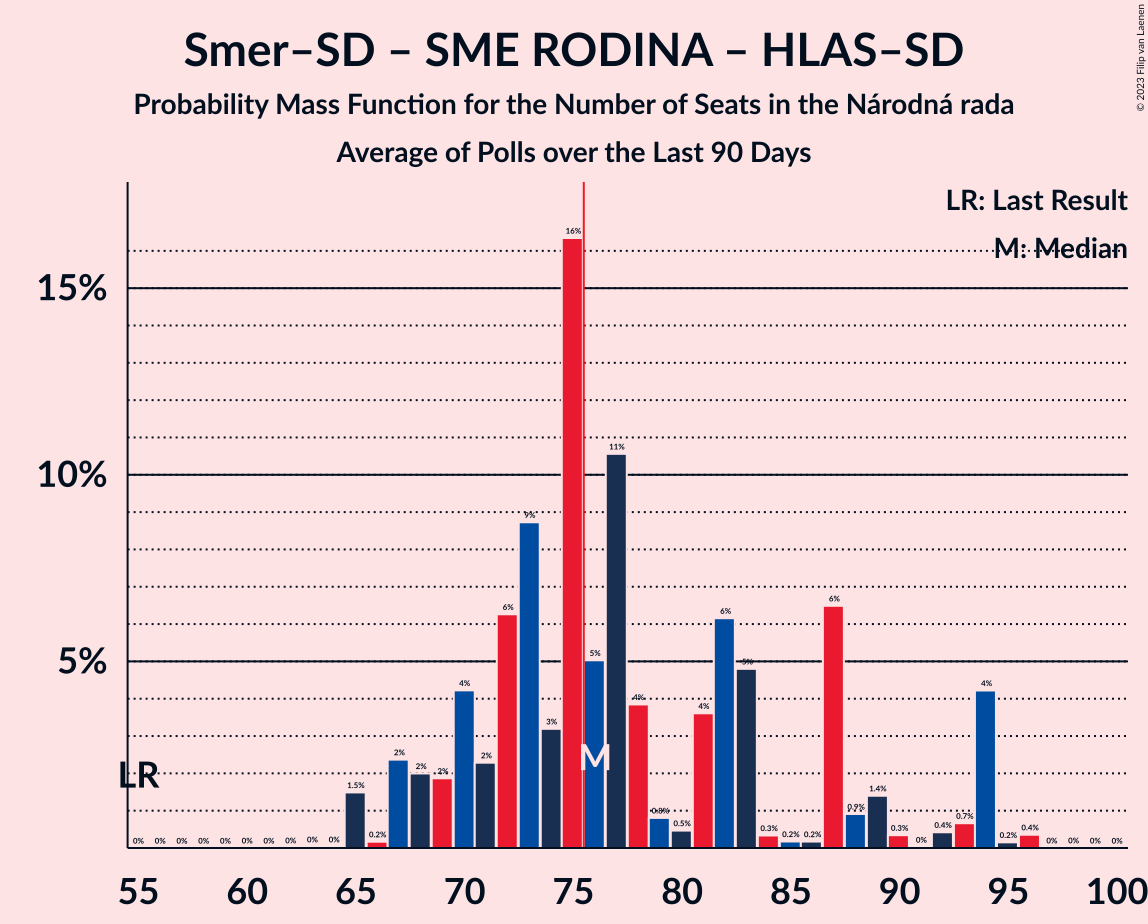 Smer–SD – SME RODINA – HLAS–SD
Probability Mass Function for the Number of Seats in the Národná rada
Average of Polls over the Last 90 Days
© 2023 Filip van Laenen
LR: Last Result
M: Median
15%
10%
5%
LR
M
0% 0% 0% 0% 0% 0% 0% 0% 0% 0% 1.5% 0.2% 2% 2% 2% 4% 2% 6% 9% 3% 16% 5% 11% 4% 0.8% 0.5% 4% 6% 5% 0.3% 0.2% 0.2% 6% 0.9% 1.4% 0.3% 0% 0.4% 0.7% 4% 0.2% 0.4% 0% 0% 0% 0%
55 60 65 70 75 80 85 90 95 100